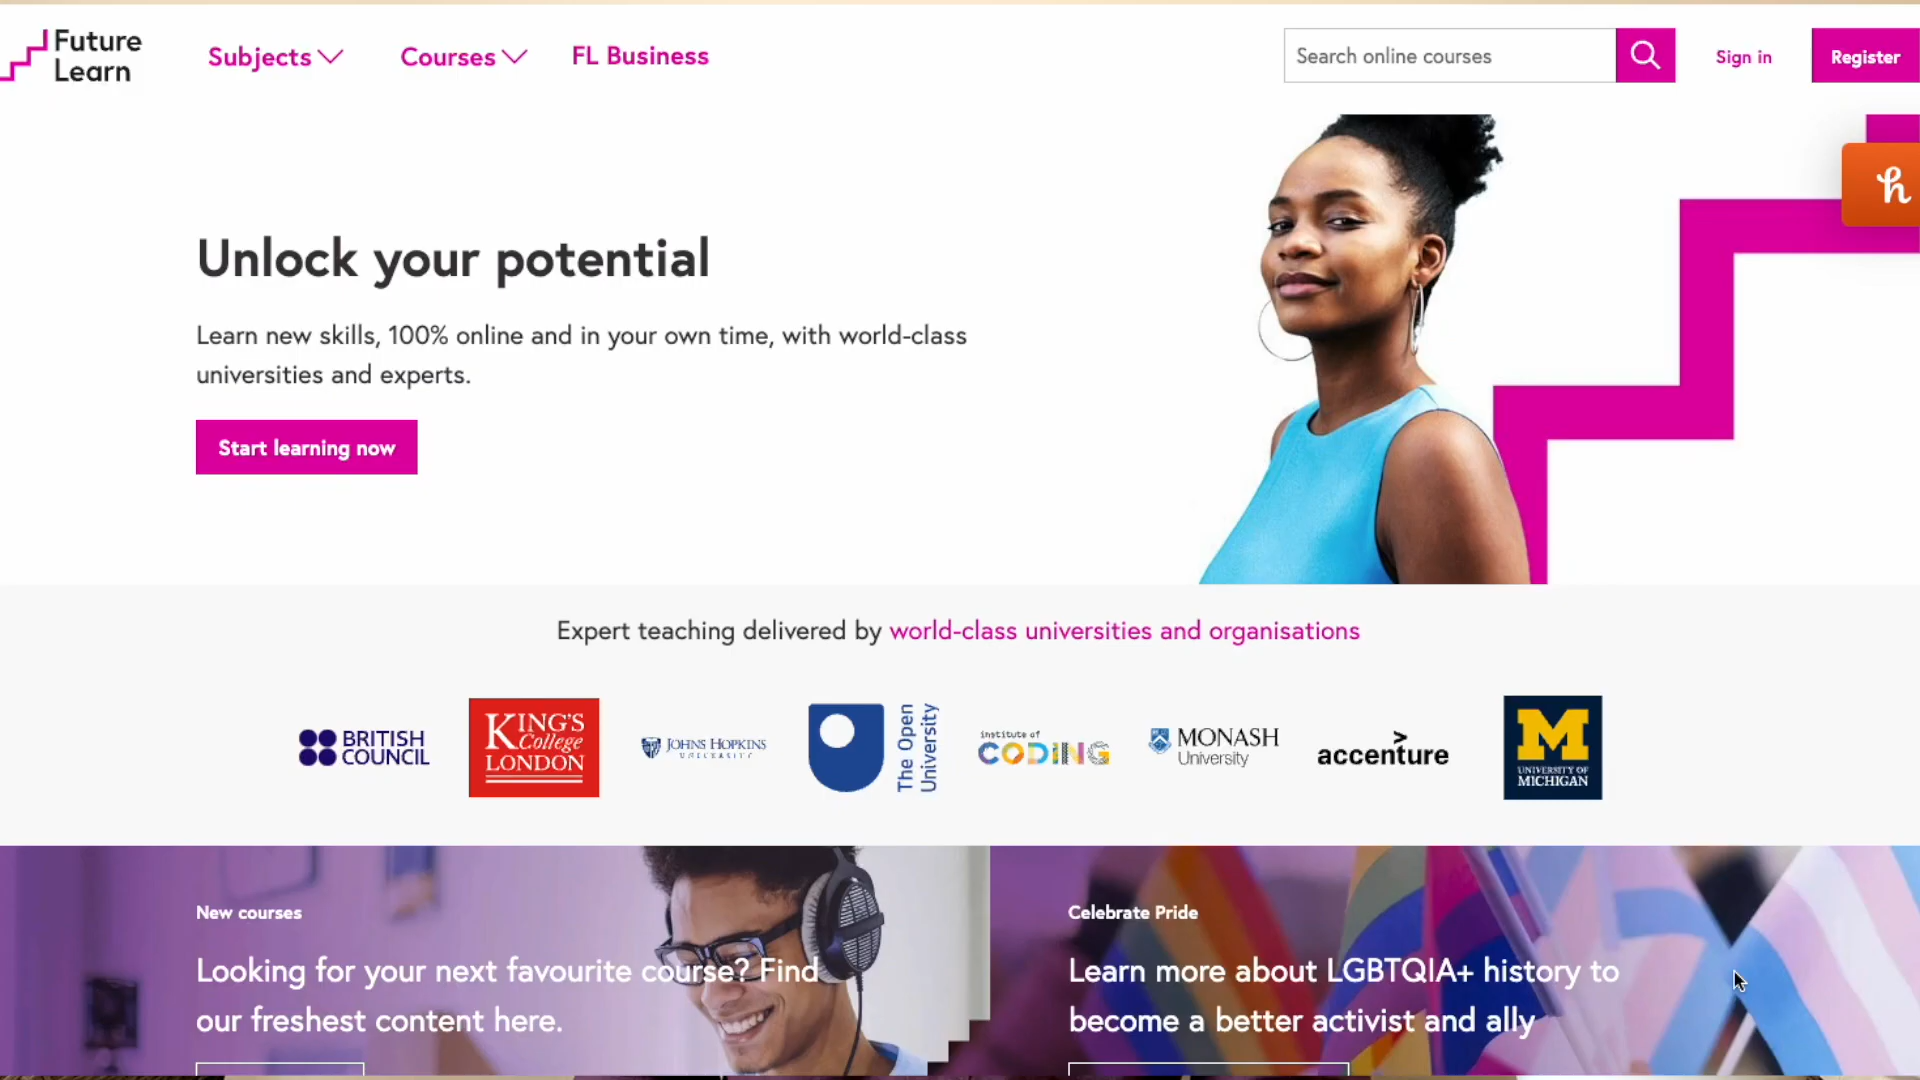 Future
Learn
Subjects
Courses
FL Business
Search online courses
Sign in
Register
Unlock your potential
Learn new skills, 100% online and in your own time, with world-class
universities and experts.
Start learning now
Expert teaching delivered by world-class universities and organisations
BRITISH
COUNCIL
KING'S
College
LONDON
JOHNS HOPKINS
UNIVERSITY
The Open
University
institute of
CODING
MONASH
University
accenture
M
UNIVERSITY OF
MICHIGAN
New courses
Looking for your next favourite course? Find
our freshest content here.
Celebrate Pride
Learn more about LGBTQIA+ history to
become a better activist and ally